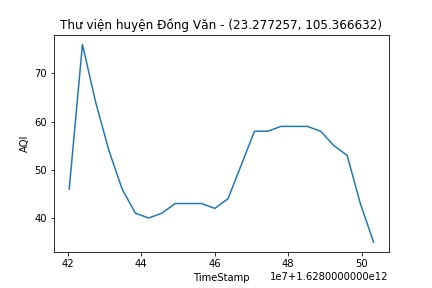 Thư viện huyện Đồng Văn - (23.277257, 105.366632)
AQI
70
60
50
40
42 44 46 48 50
TimeStamp
1e7+1.6280000000e12